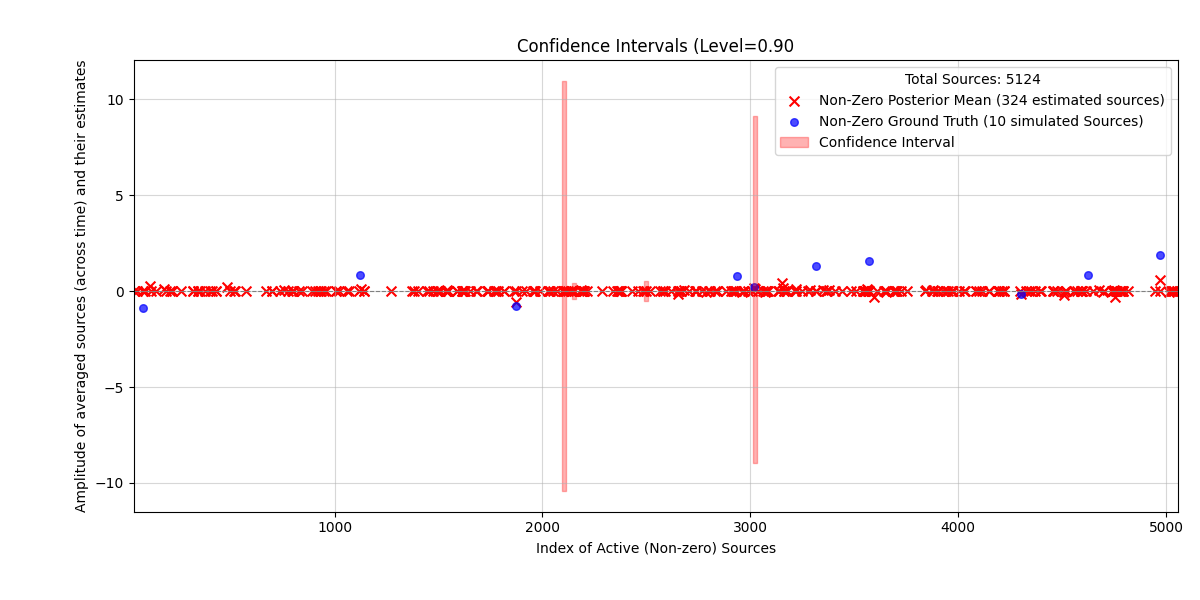 Confidence Intervals (Level=0.90
Total Sources: 5124
Non-Zero Posterior Mean (324 estimated sources)
Non-Zero Ground Truth (10 simulated Sources)
Confidence Interval
Amplitude of averaged sources (across time) and their estimates
10
5
0
−5
−10
1000 2000 3000 4000 5000
Index of Active (Non-zero) Sources